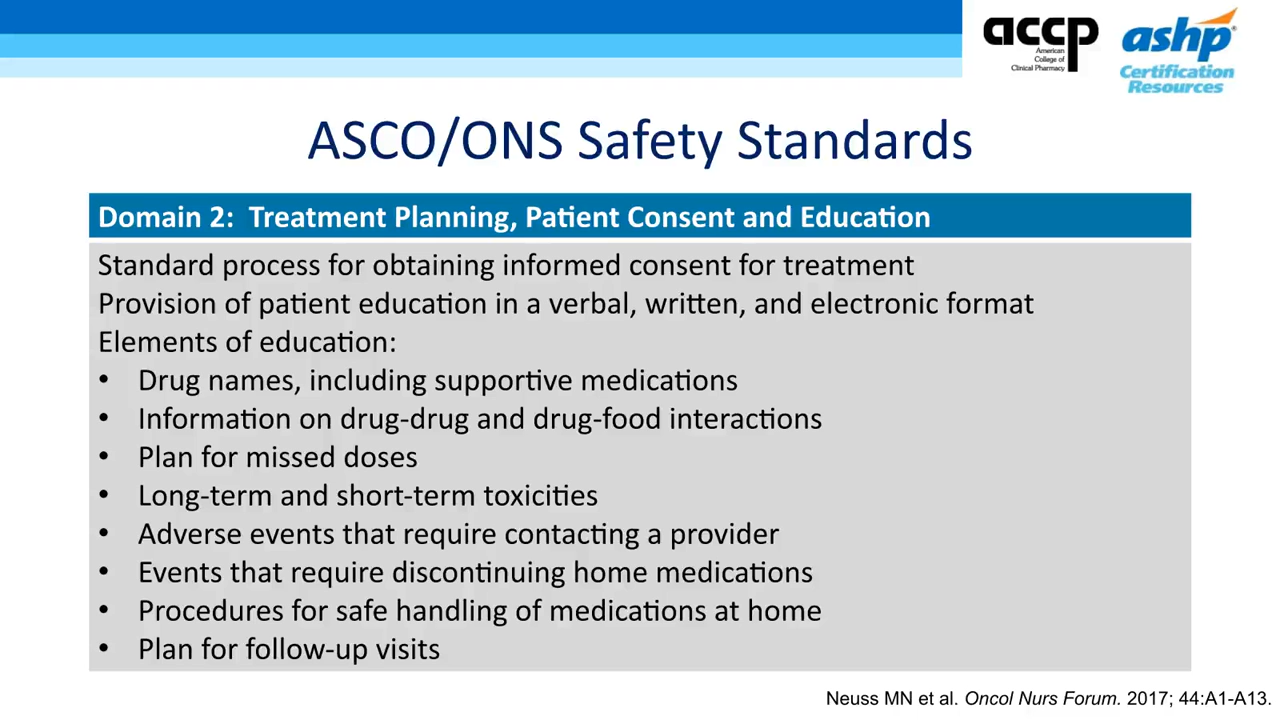 accp
American
College of
Clinical Pharmacy
ashp®
Certification
Resources
ASCO/ONS Safety Standards
Domain 2: Treatment Planning, Patient Consent and Education
Standard process for obtaining informed consent for treatment
Provision of patient education in a verbal, written, and electronic format
Elements of education:
• Drug names, including supportive medications
• Information on drug-drug and drug-food interactions
• Plan for missed doses
• Long-term and short-term toxicities
• Adverse events that require contacting a provider
• Events that require discontinuing home medications
• Procedures for safe handling of medications at home
• Plan for follow-up visits
Neuss MN et al. Oncol Nurs Forum. 2017; 44:A1-A13.